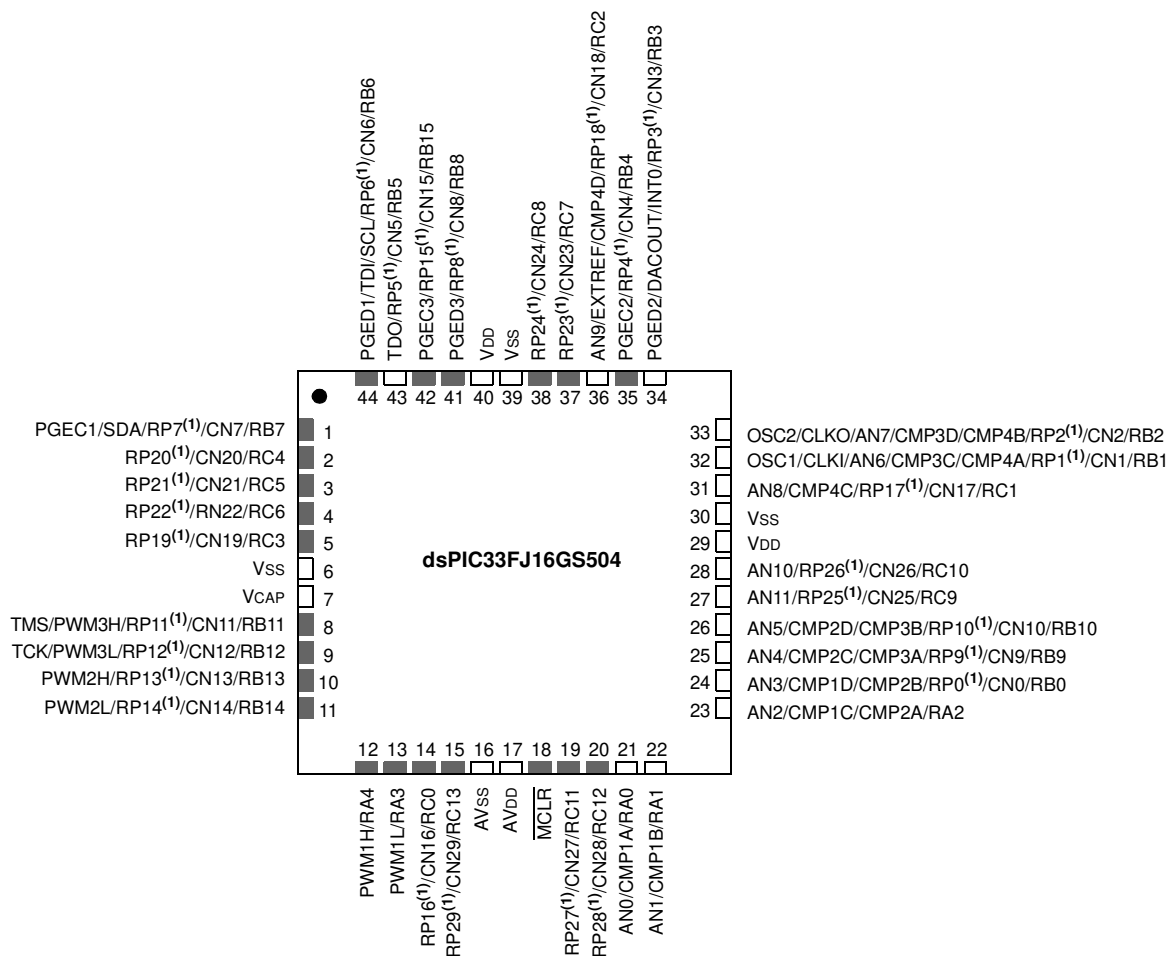 PGED1/TDI/SCL/RP6(1)/CN6/RB6
TDO/RP5(1)/CN5/RB5
PGEC3/RP15(1)/CN15/RB15
PGED3/RP8(1)/CN8/RB8
VDD
VSS
RP24(1)/CN24/RC8
RP23(1)/CN23/RC7
AN9/EXTREF/CMP4D/RP18(1)/CN18/RC2
PGEC2/RP4(1)/CN4/RB4
PGED2/DACOUT/INT0/RP3(1)/CN3/RB3
44 43 42 41 40 39 38 37 36 35 34
PGEC1/SDA/RP7(1)/CN7/RB7 1
RP20(1)/CN20/RC4 2
RP21(1)/CN21/RC5 3
RP22(1)/RN22/RC6 4
RP19(1)/CN19/RC3 5
VSS 6
VCAP 7
TMS/PWM3H/RP11(1)/CN11/RB11 8
TCK/PWM3L/RP12(1)/CN12/RB12 9
PWM2H/RP13(1)/CN13/RB13 10
PWM2L/RP14(1)/CN14/RB14 11
dsPIC33FJ16GS504
33 OSC2/CLKO/AN7/CMP3D/CMP4B/RP2(1)/CN2/RB2
32 OSC1/CLKI/AN6/CMP3C/CMP4A/RP1(1)/CN1/RB1
31 AN8/CMP4C/RP17(1)/CN17/RC1
30 VSS
29 VDD
28 AN10/RP26(1)/CN26/RC10
27 AN11/RP25(1)/CN25/RC9
26 AN5/CMP2D/CMP3B/RP10(1)/CN10/RB10
25 AN4/CMP2C/CMP3A/RP9(1)/CN9/RB9
24 AN3/CMP1D/CMP2B/RP0(1)/CN0/RB0
23 AN2/CMP1C/CMP2A/RA2
12 13 14 15 16 17 18 19 20 21 22
PWM1H/RA4
PWM1L/RA3
RP16(1)/CN16/RC0
RP29(1)/CN29/RC13
AVSS
AVDD
MCLR
RP27(1)/CN27/RC11
RP28(1)/CN28/RC12
AN0/CMP1A/RA0
AN1/CMP1B/RA1